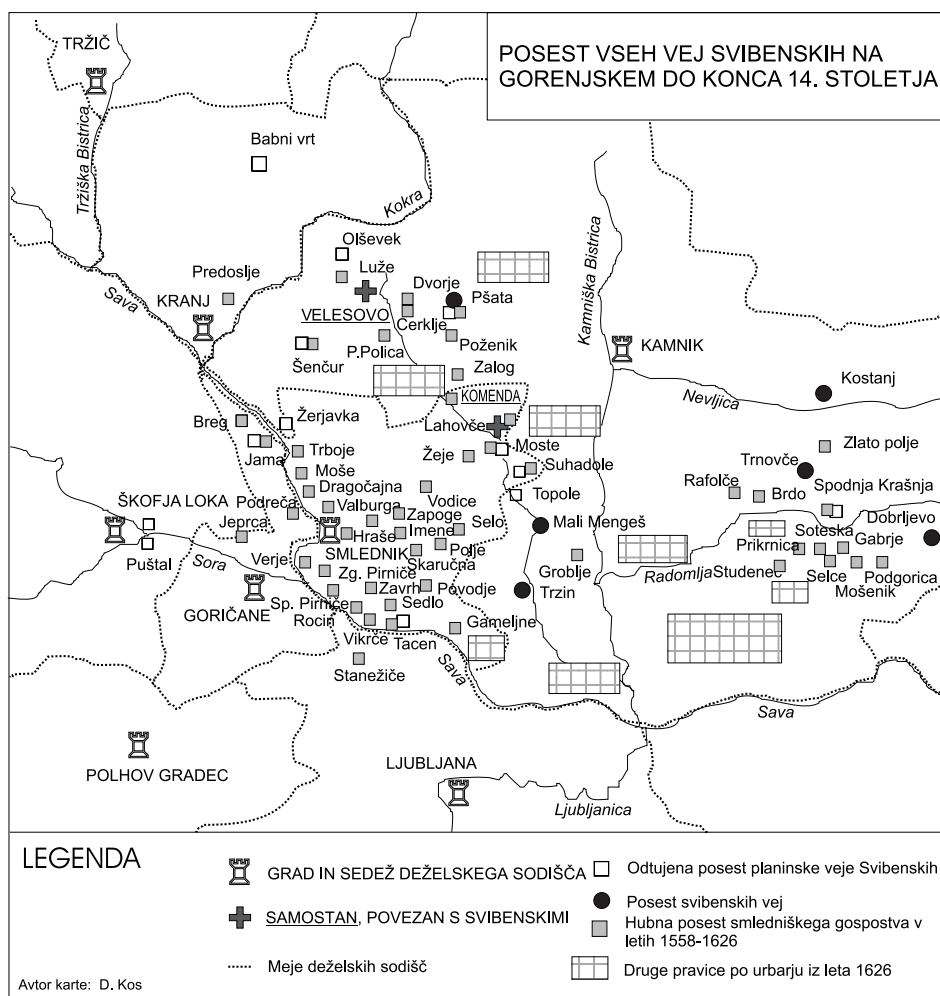 POSEST VSEH VEJ SVIBENSKIH NA
GORENJSKEM DO KONCA 14. STOLETJA
TRŽIČ
Tržiška Bistrica
Babni vrt
Kokra
Kamniška Bistrica
Sava
Olševek
Predoslje
Luže
Dvorje
Pšata
KRANJ
VELESOVO
Cerklje
Poženik
KAMNIK
Šenčur
P.Polica
Zalog
Kostanj
Nevljica
KOMENDA
Breg
Žerjavka
Lahovče
Jama
Trboje
Žeje
Moste
Zlato polje
Moše
Suhadole
Trnovče
Dragočajna
Vodice
Topole
Rafolče
Brdo
Spodnja Krašnja
ŠKOFJA LOKA
Podreča
Valburga
Zapoge
Selo
Mali Mengeš
Dobrljevo
Jeprca
Hraše
Imene
Soteska
Puštal
SMLEDNIK
Polje
Prikrnica
Gabrje
Sora
Verje
Skaručna
Groblje
Radomlja
Studenec
Selce
Podgorica
Zg. Pirniče
Mošenik
GORIČANE
Zavrh
Povodje
Trzin
Sp. Pirniče
Sedlo
Rocin
Gameljne
Vikrče
Tacen
Stanežiče
Sava
Sava
POLHOV GRADEC
LJUBLJANA
Ljubljanica
LEGENDA
GRAD IN SEDEŽ DEŽELSKEGA SODIŠČA
SAMOSTAN, POVEZAN S SVIBENSKIMI
Meje deželskih sodišč
Odtujena posest planinske veje Svibenskih
Posest svibenskih vej
Hubna posest smledniškega gospostva v
letih 1558-1626
Druge pravice po urbarju iz leta 1626
Avtor karte: D. Kos